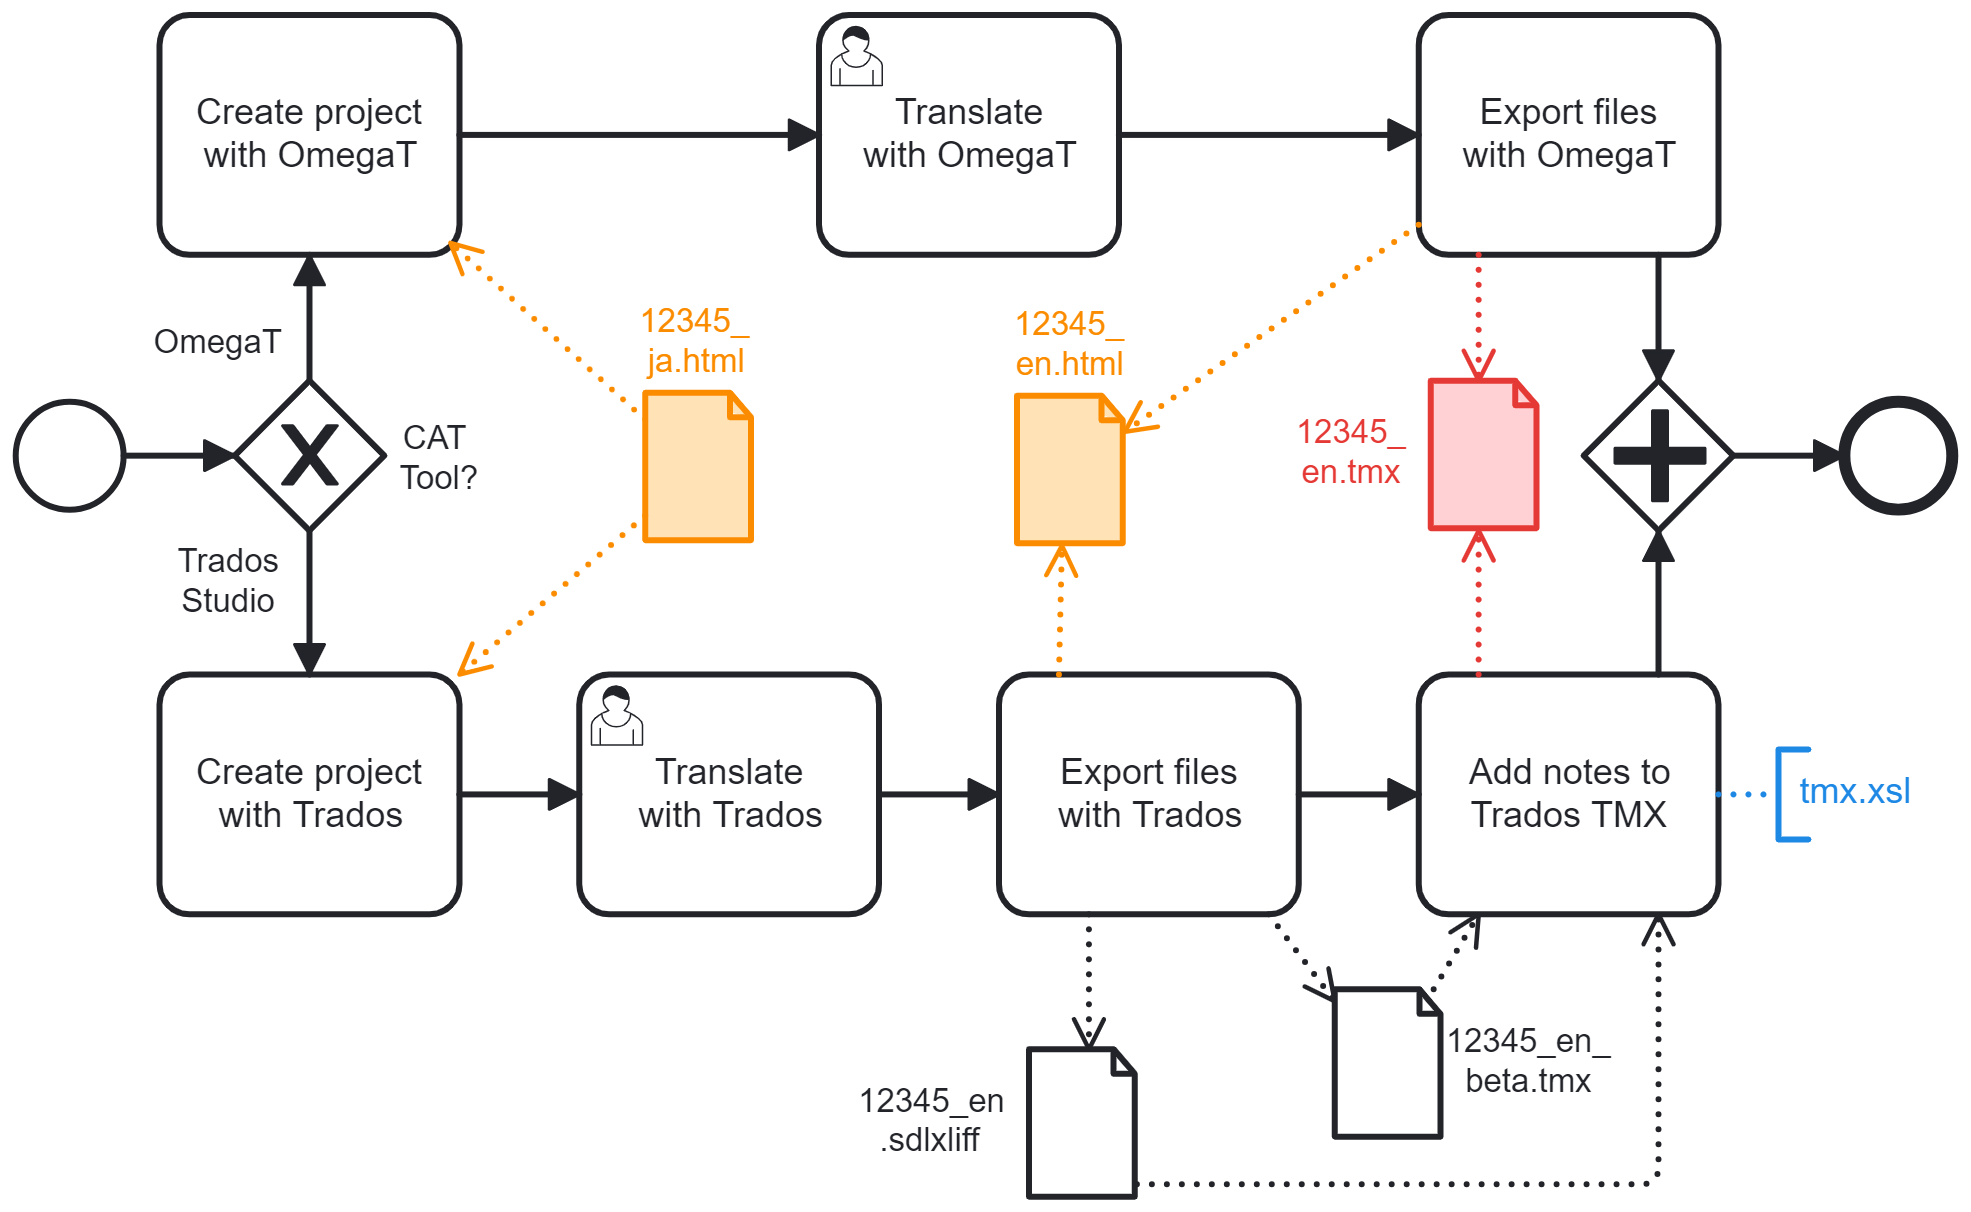 Create project
with OmegaT
Translate
with OmegaT
Export files
with OmegaT
OmegaT
12345_
ja.html
12345_
en.html
12345_
en.tmx
X
CAT
Tool?
Trados
Studio
Create project
with Trados
Translate
with Trados
Export files
with Trados
Add notes to
Trados TMX
tmx.xsl
12345_en_
beta.tmx
12345_en
.sdlxliff